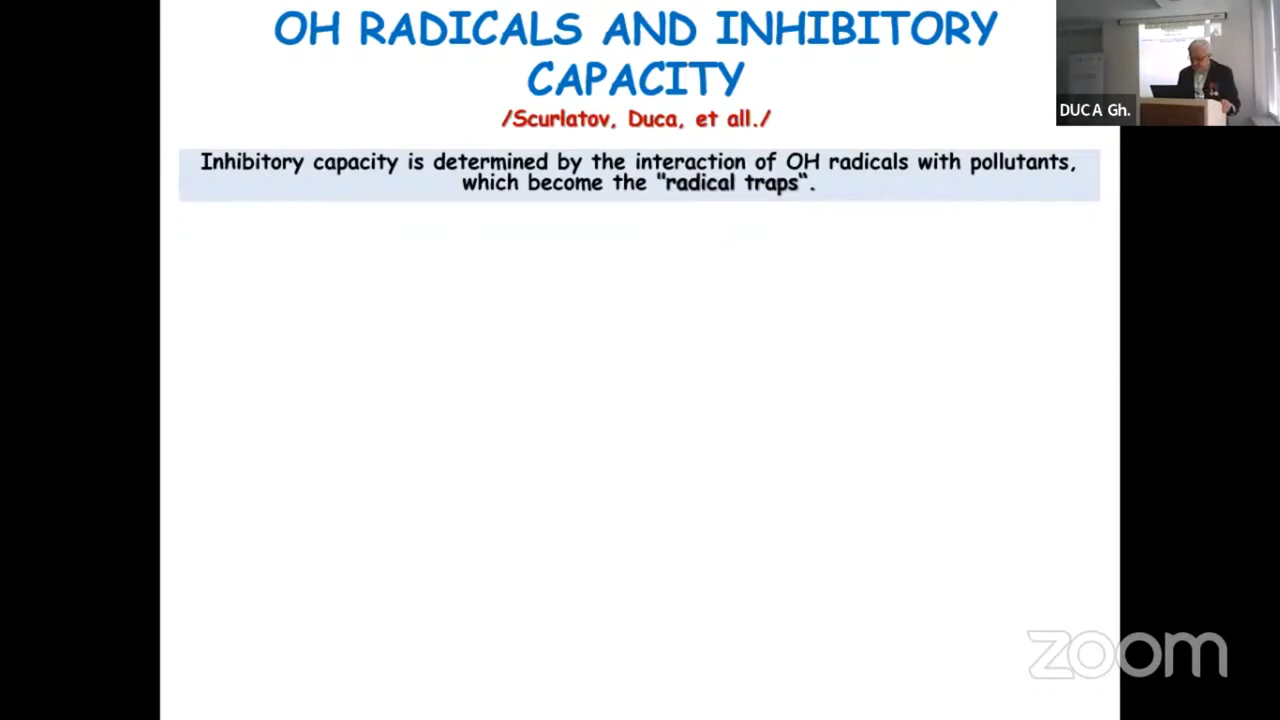 OH RADICALS AND INHIBITORY
CAPACITY
/Scurlatov, Duca, et all./
Inhibitory capacity is determined by the interaction of OH radicals with pollutants,
which become the "radical traps“.
DUCA Gh.
zoom